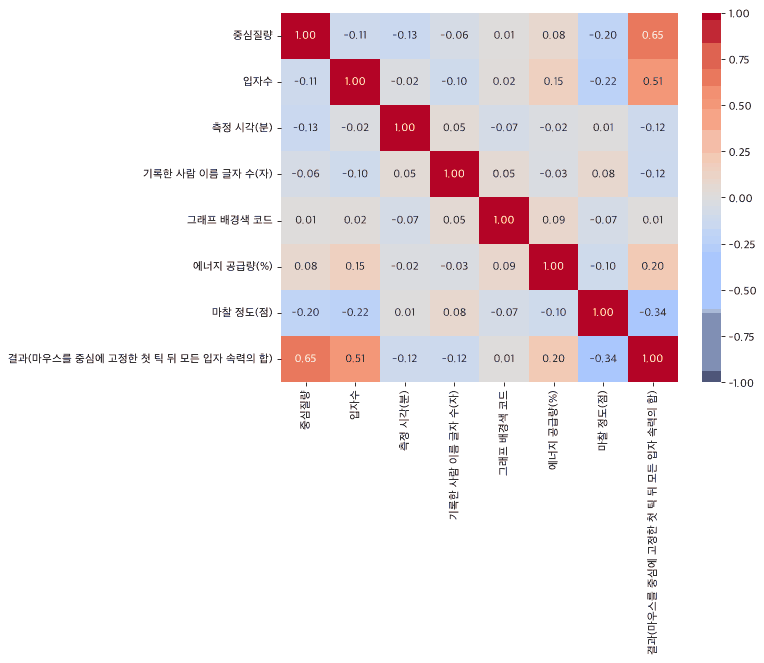 중심질량 1.00 -0.11 -0.13 -0.06 0.01 0.08 -0.20 0.65
입자수 -0.11 1.00 -0.02 -0.10 0.02 0.15 -0.22 0.51
측정 시각(분) -0.13 -0.02 1.00 0.05 -0.07 -0.02 0.01 -0.12
기록한 사람 이름 글자 수(자) -0.06 -0.10 0.05 1.00 0.05 -0.03 0.08 -0.12
그래프 배경색 코드 0.01 0.02 -0.07 0.05 1.00 0.09 -0.07 0.01
에너지 공급량(%) 0.08 0.15 -0.02 -0.03 0.09 1.00 -0.10 0.20
마찰 정도(점) -0.20 -0.22 0.01 0.08 -0.07 -0.10 1.00 -0.34
결과(마우스를 중심에 고정한 첫 틱 뒤 모든 입자 속력의 합) 0.65 0.51 -0.12 -0.12 0.01 0.20 -0.34 1.00
중심질량
입자수
측정 시각(분)
기록한 사람 이름 글자 수(자)
그래프 배경색 코드
에너지 공급량(%)
마찰 정도(점)
결과(마우스를 중심에 고정한 첫 틱 뒤 모든 입자 속력의 합)
1.00
0.75
0.50
0.25
0.00
-0.25
-0.50
-0.75
-1.00